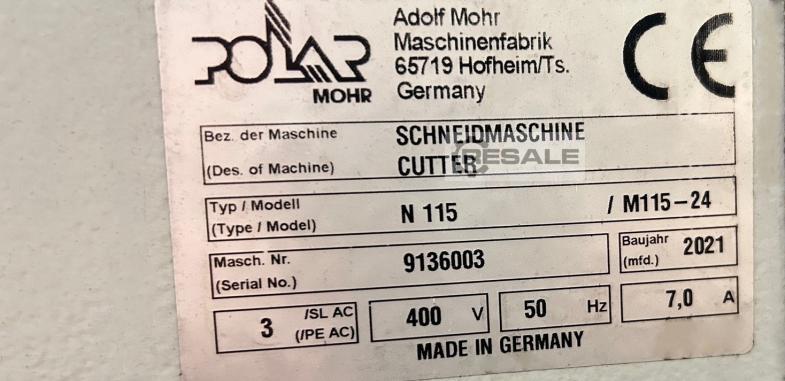 POLAR
MOHR
Adolf Mohr
Maschinenfabrik
65719 Hofheim/Ts.
Germany
CE
Bez. der Maschine SCHNEIDMASCHINE
(Des. of Machine) CUTTER
RESALE
Typ / Modell
(Type / Model) N 115 / M115-24
Masch. Nr.
(Serial No.) 9136003
Baujahr
(mfd.) 2021
3 /SL AC
(/PE AC)
400 V
50 Hz
7,0 A
MADE IN GERMANY